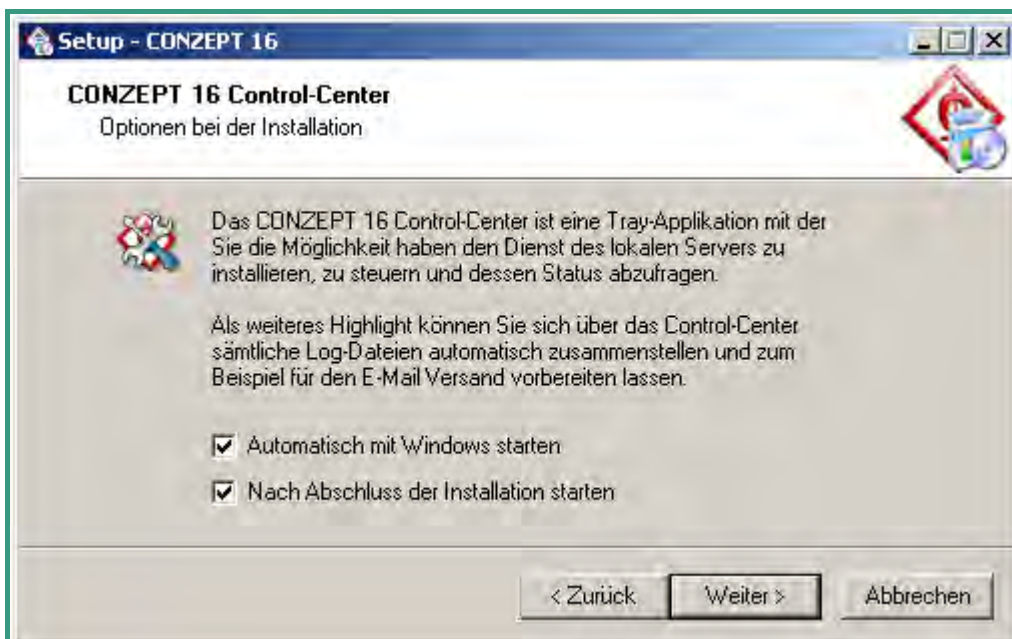 Setup - CONZEPT 16
CONZEPT 16 Control-Center
Optionen bei der Installation
Das CONZEPT 16 Control-Center ist eine Tray-Applikation mit der
Sie die Möglichkeit haben den Dienst des lokalen Servers zu
installieren, zu steuern und dessen Status abzufragen.
Als weiteres Highlight können Sie sich über das Control-Center
sämtliche Log-Dateien automatisch zusammenstellen und zum
Beispiel für den E-Mail Versand vorbereiten lassen.
Automatisch mit Windows starten
Nach Abschluss der Installation starten
< Zurück Weiter > Abbrechen